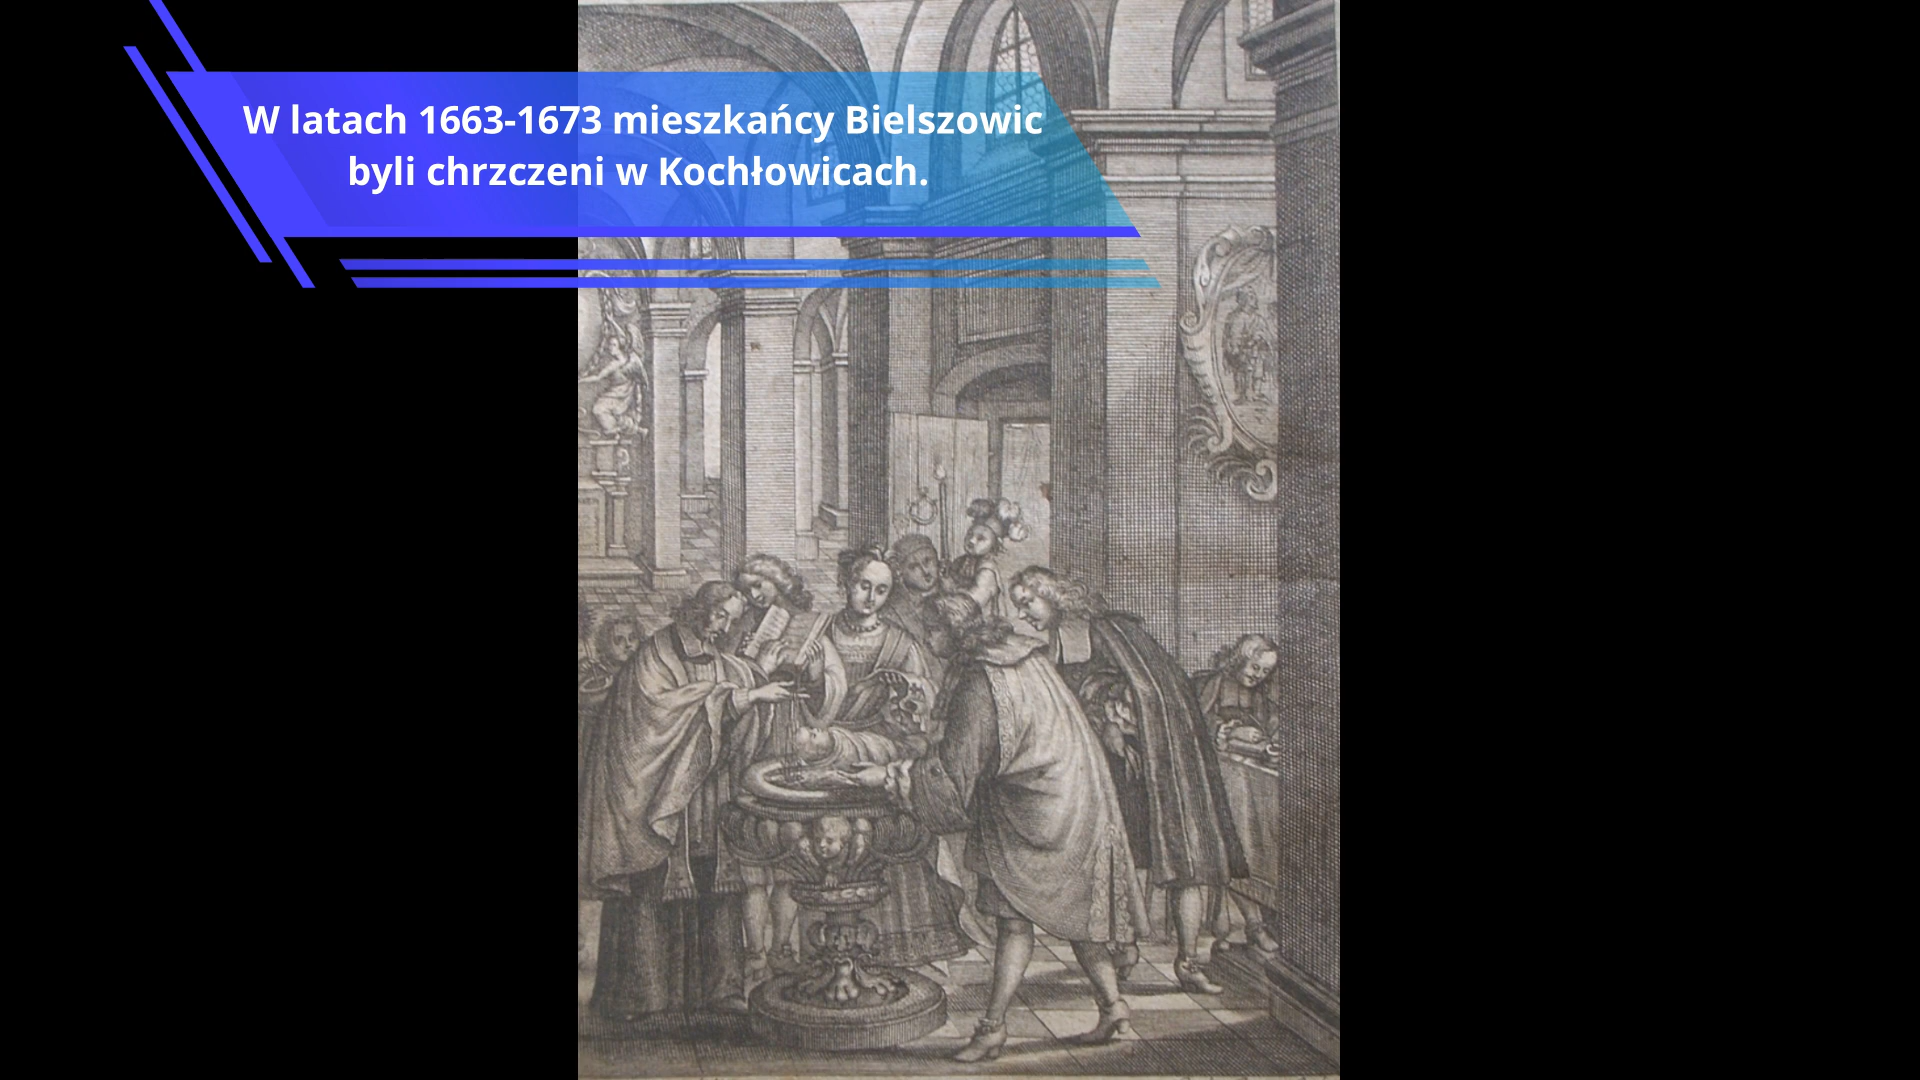 W latach 1663-1673 mieszkańcy Bielszowic
byli chrzczeni w Kochłowicach.